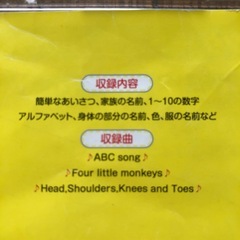 収録内容
簡単なあいさつ、家族の名前、1〜10の数字
アルファベット、身体の部分の名前、色、服の名前など
収録曲
♪ABC song♪
♪Four little monkeys♪
♪Head,Shoulders,Knees and Toes♪